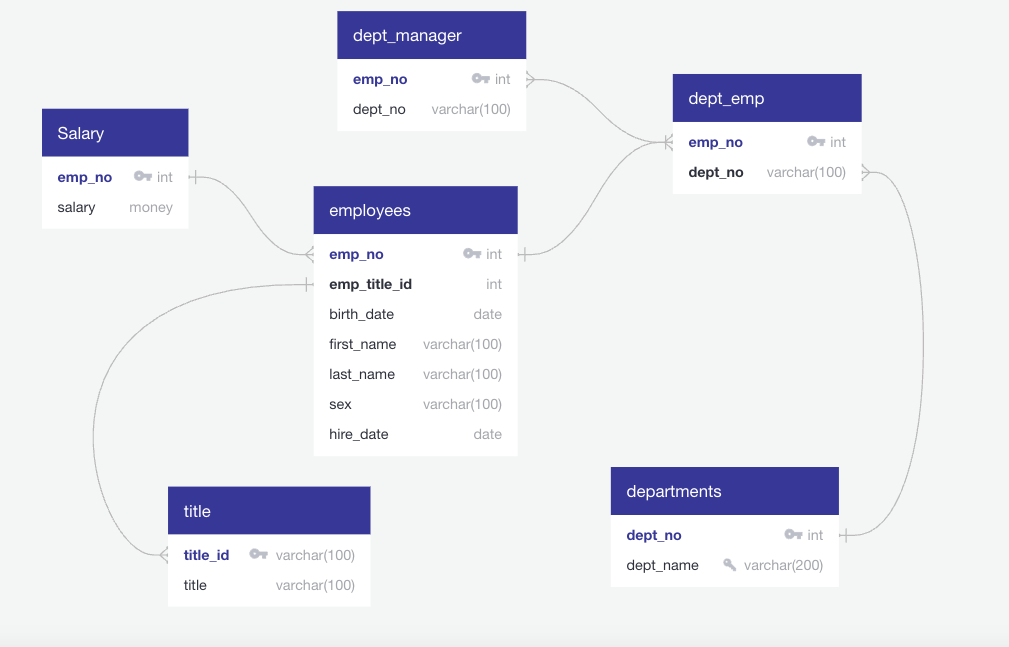 dept_manager
emp_no int
dept_no varchar(100)
dept_emp
emp_no int
dept_no varchar(100)
Salary
emp_no int
salary money
employees
emp_no int
emp_title_id int
birth_date date
first_name varchar(100)
last_name varchar(100)
sex varchar(100)
hire_date date
title
title_id varchar(100)
title varchar(100)
departments
dept_no int
dept_name varchar(200)